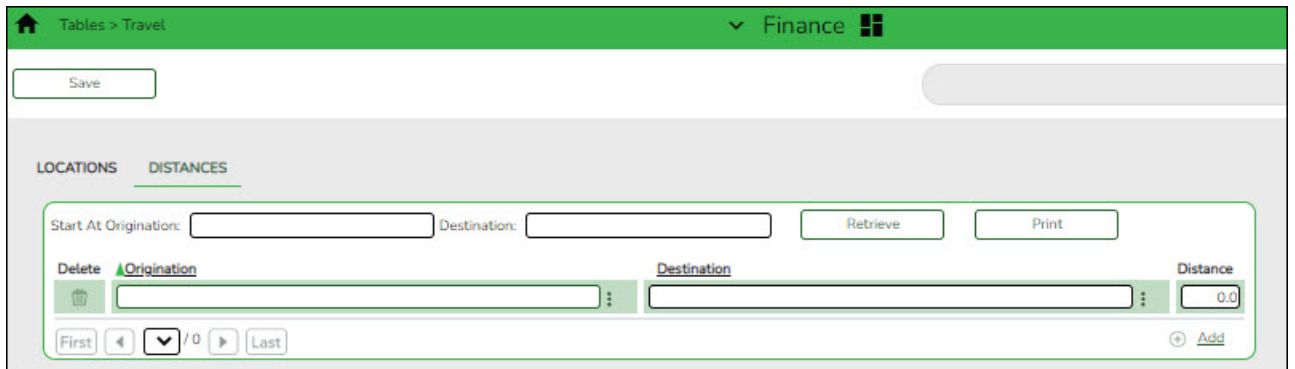 Tables > Travel
Finance
Save
LOCATIONS DISTANCES
Start At Origination: Destination: Retrieve Print
Delete Origination Destination Distance
0.0
First / 0 Last Add